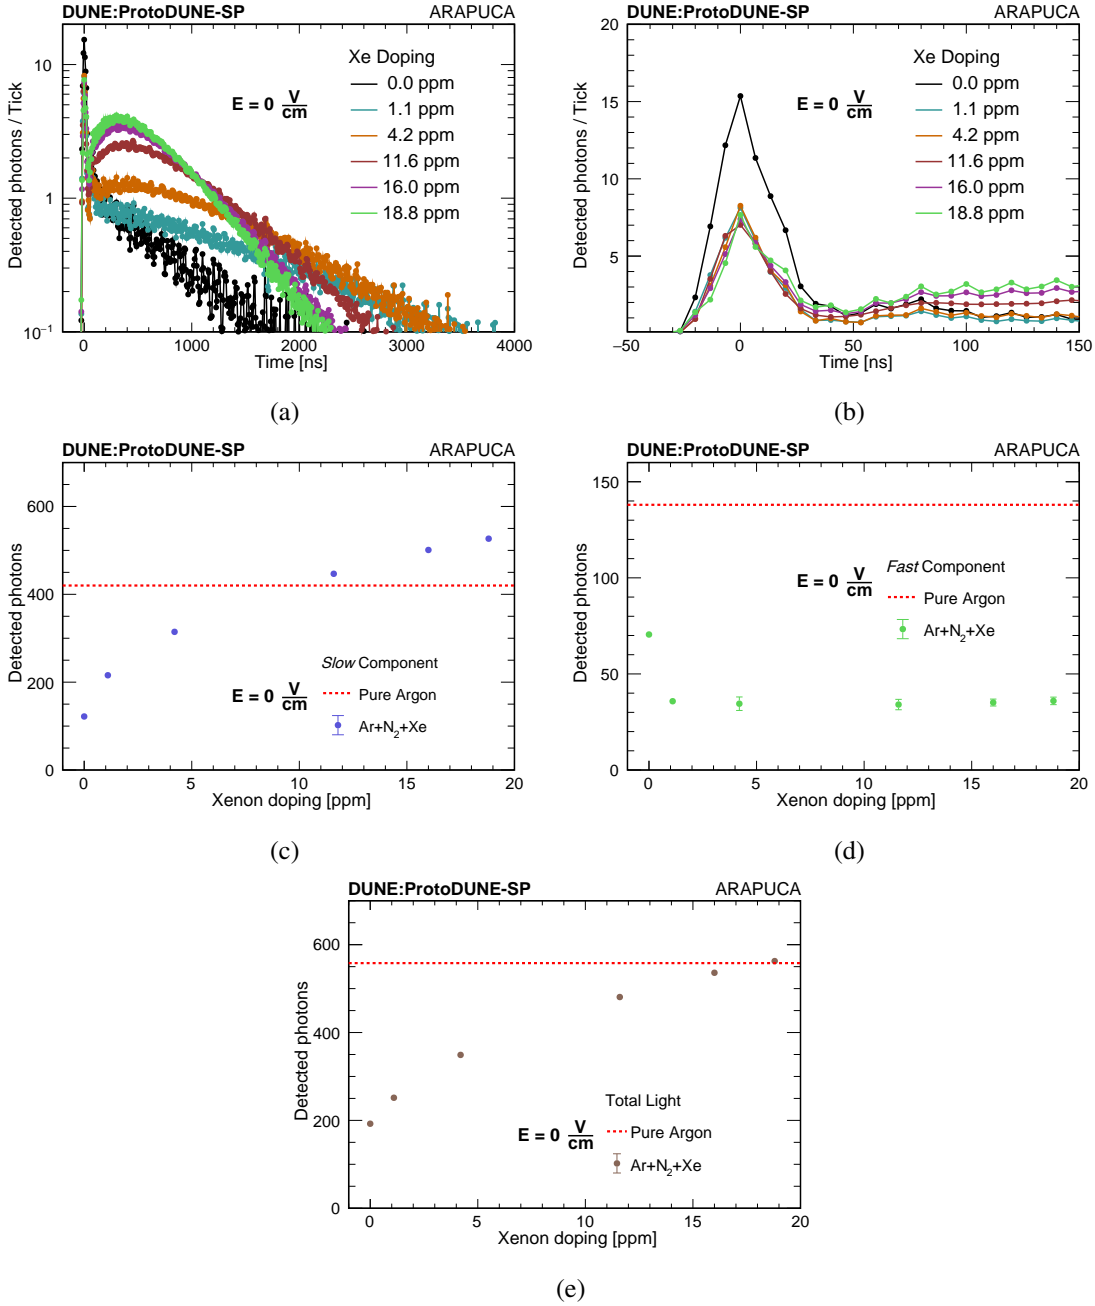 DUNE:ProtoDUNE-SP ARAPUCA
Detected photons / Tick
10
1
10⁻¹
Xe Doping
E = 0 V/cm
0.0 ppm
1.1 ppm
4.2 ppm
11.6 ppm
16.0 ppm
18.8 ppm
0 1000 2000 3000 4000
Time [ns]
(a)
DUNE:ProtoDUNE-SP ARAPUCA
Detected photons / Tick
20
15
10
5
Xe Doping
E = 0 V/cm
0.0 ppm
1.1 ppm
4.2 ppm
11.6 ppm
16.0 ppm
18.8 ppm
−50 0 50 100 150
Time [ns]
(b)
DUNE:ProtoDUNE-SP ARAPUCA
Detected photons
600
400
200
0
Slow Component
E = 0 V/cm
Pure Argon
Ar+N₂+Xe
0 5 10 15 20
Xenon doping [ppm]
(c)
DUNE:ProtoDUNE-SP ARAPUCA
Detected photons
150
100
50
0
E = 0 V/cm
Fast Component
Pure Argon
Ar+N₂+Xe
0 5 10 15 20
Xenon doping [ppm]
(d)
DUNE:ProtoDUNE-SP ARAPUCA
Detected photons
600
400
200
0
Total Light
E = 0 V/cm
Pure Argon
Ar+N₂+Xe
0 5 10 15 20
Xenon doping [ppm]
(e)